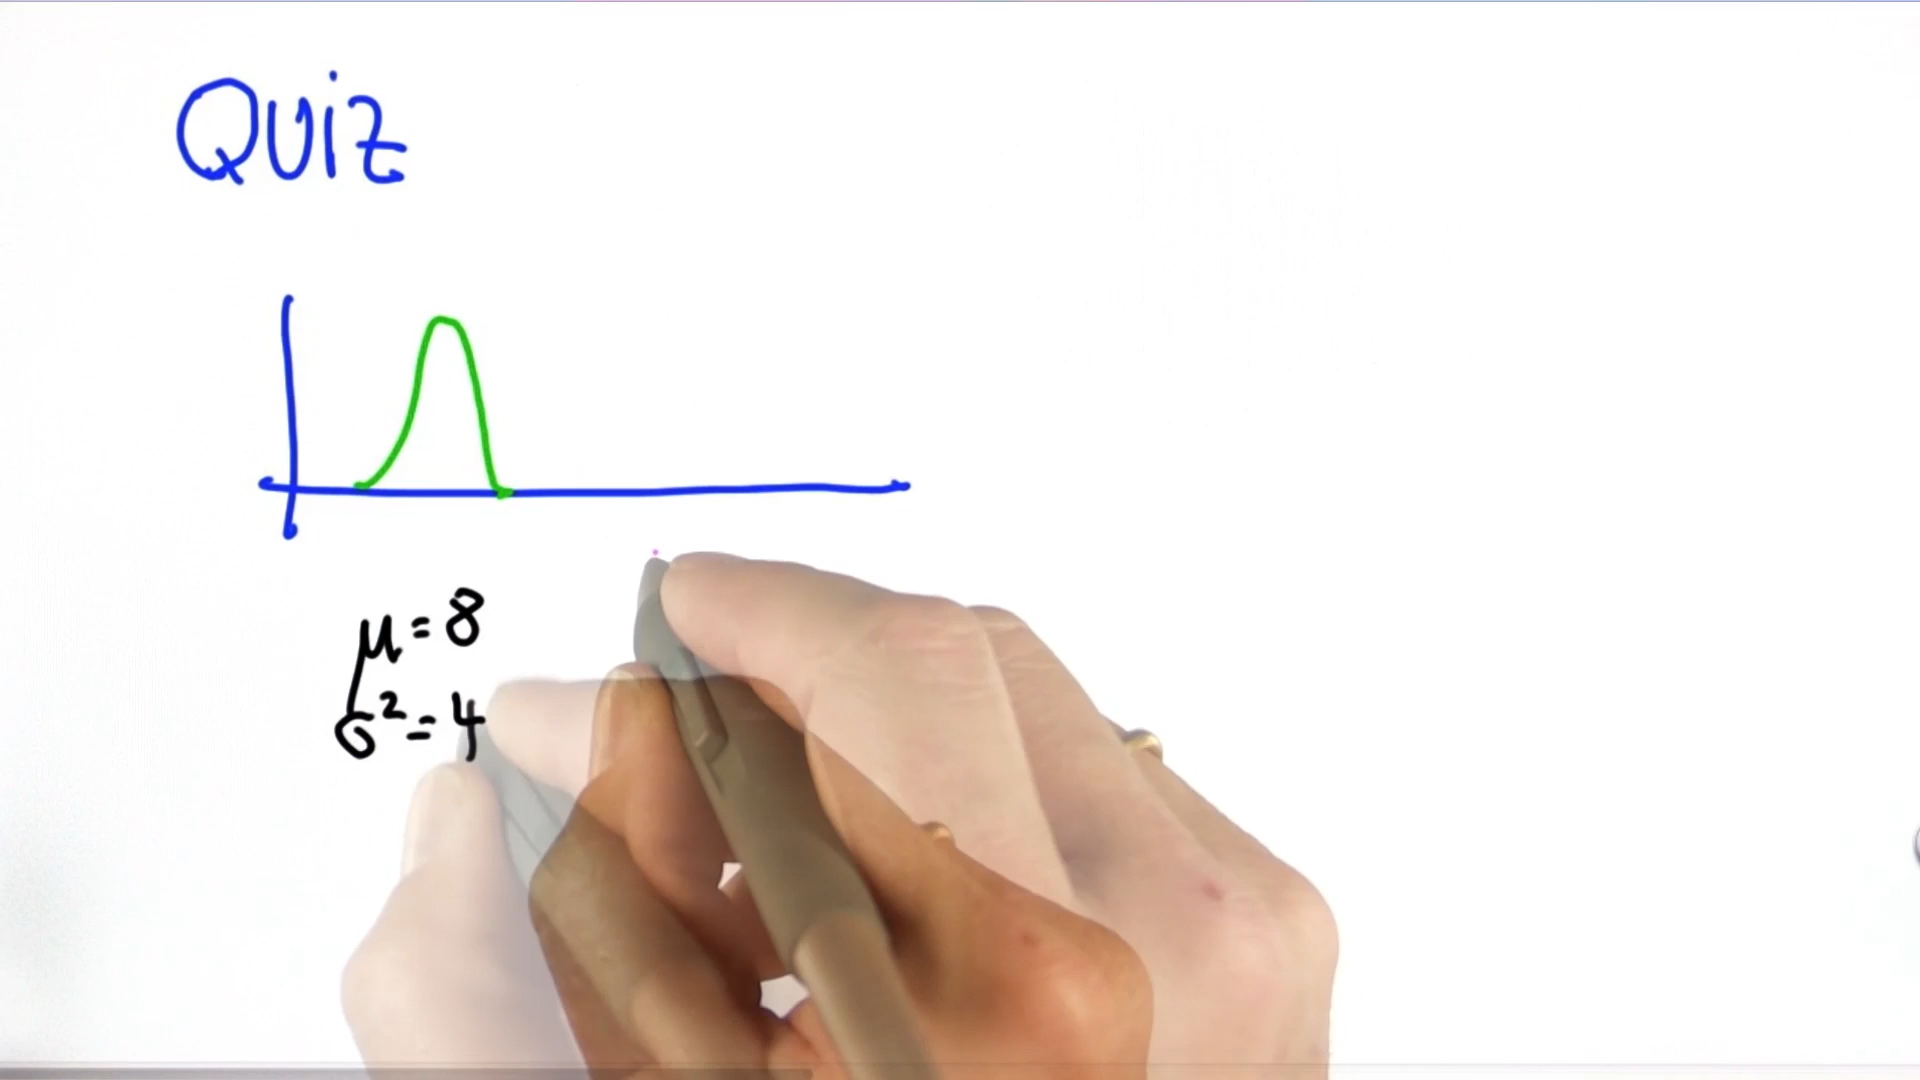 QUIZ
μ = 8
σ² = 4